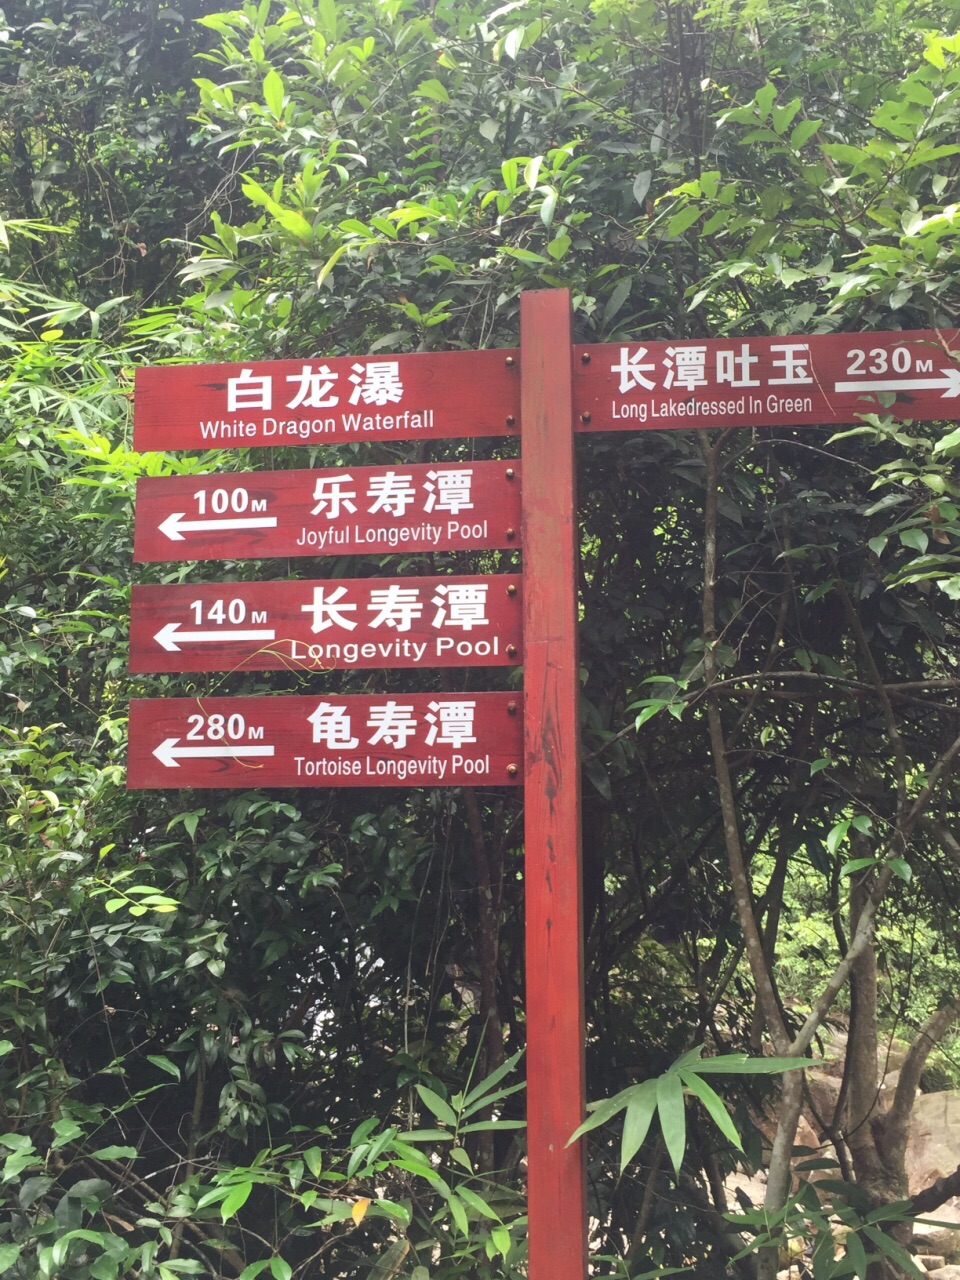 白龙瀑
White Dragon Waterfall
100M 乐寿潭
Joyful Longevity Pool
140M 长寿潭
Longevity Pool
280M 龟寿潭
Tortoise Longevity Pool
长潭吐玉 230M
Long Lakedressed In Green